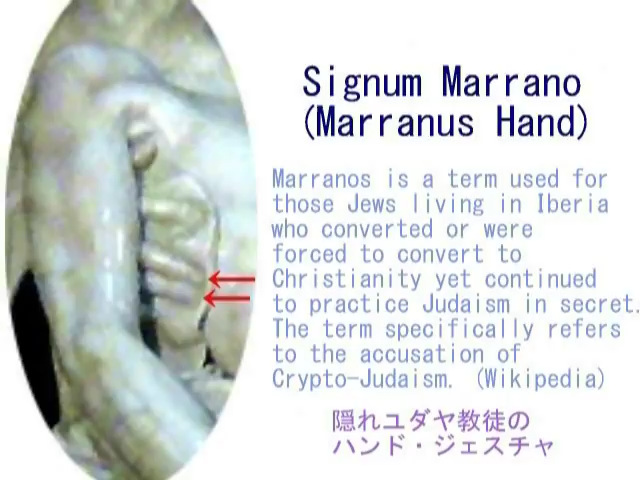 Signum Marrano
(Marranus Hand)
Marranos is a term used for
those Jews living in Iberia
who converted or were
forced to convert to
Christianity yet continued
to practice Judaism in secret.
The term specifically refers
to the accusation of
Crypto-Judaism. (Wikipedia)
隠れユダヤ教徒の
ハンド・ジェスチャ